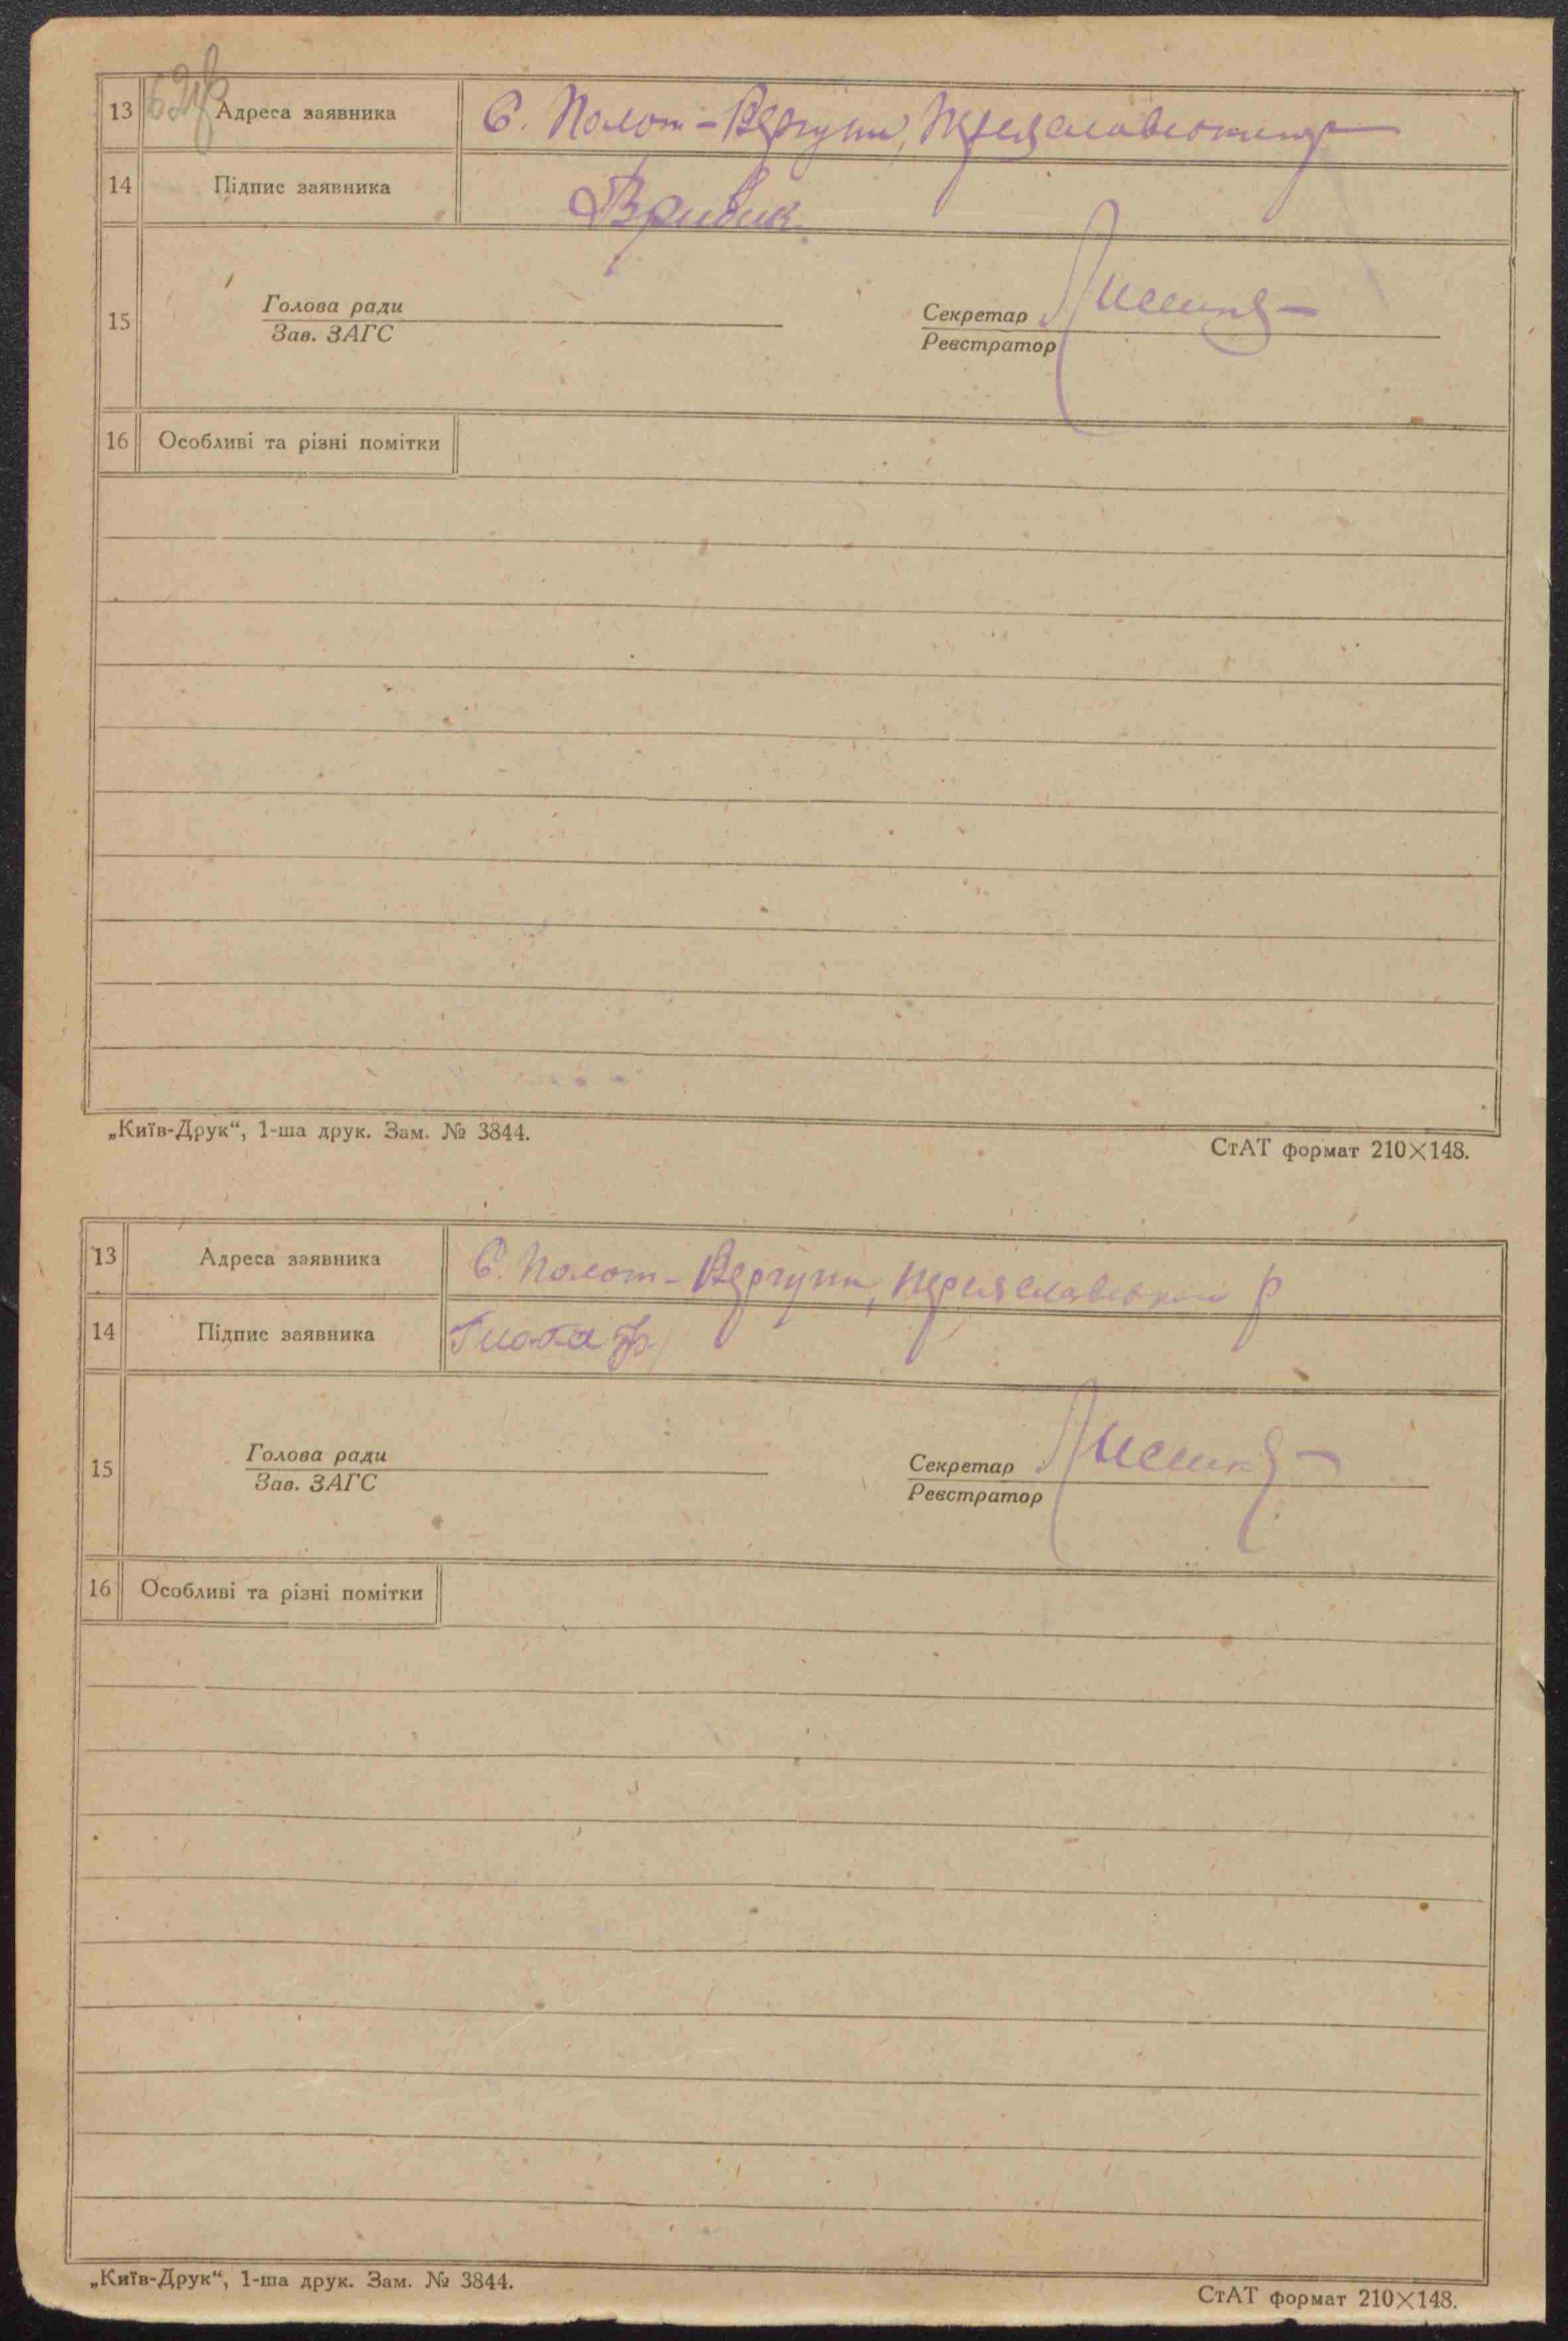 13 Адреса заявника С. Полот-Вергуни, Переяславського р
14 Підпис заявника
15 Голова ради Секретар
Зав. ЗАГС Реєстратор
16 Особливі та різні помітки
„Київ-Друк“, 1-ша друк. Зам. № 3844.
СтАТ формат 210×148.
13 Адреса заявника С. Полот-Вергуни, Переяславський р
14 Підпис заявника
15 Голова ради Секретар
Зав. ЗАГС Реєстратор
16 Особливі та різні помітки
„Київ-Друк“, 1-ша друк. Зам. № 3844.
СтАТ формат 210×148.